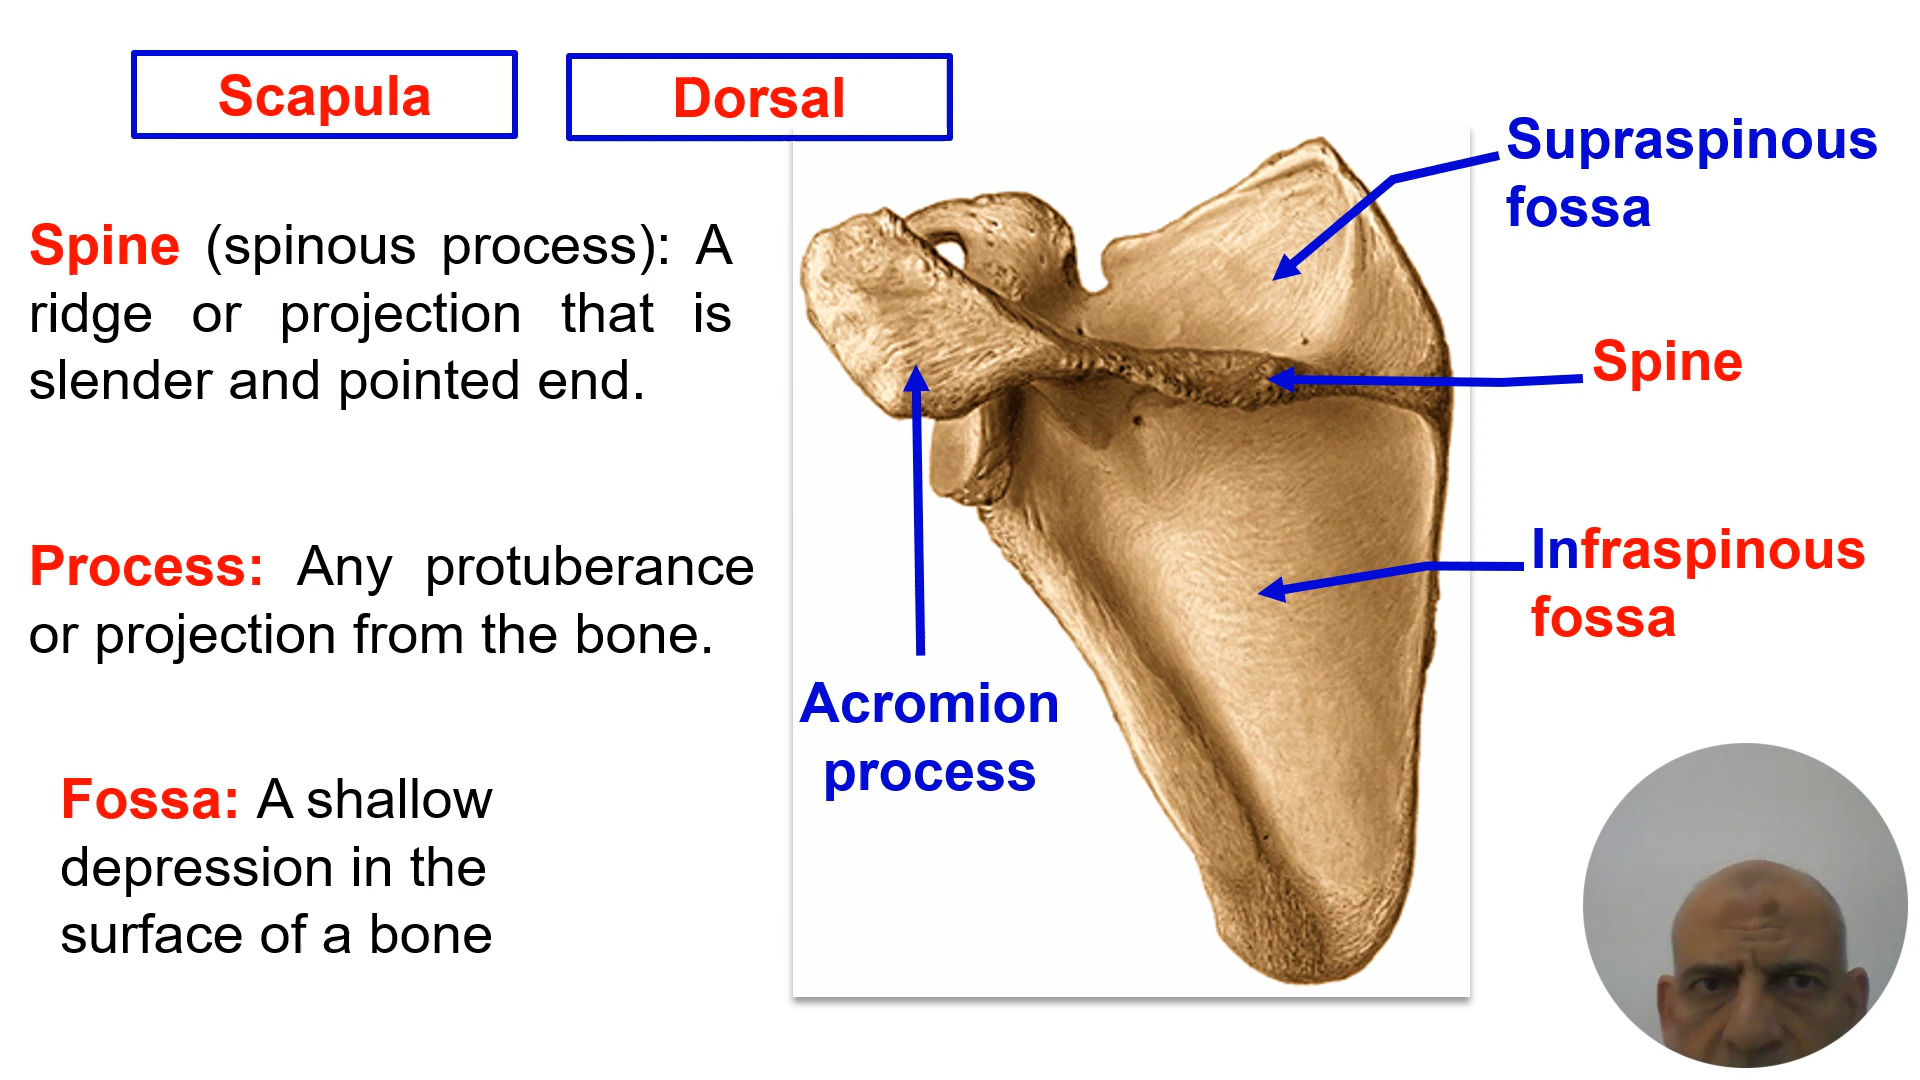 Scapula
Dorsal
Spine (spinous process): A
ridge or projection that is
slender and pointed end.
Process: Any protuberance
or projection from the bone.
Fossa: A shallow
depression in the
surface of a bone
Supraspinous
fossa
Spine
Infraspinous
fossa
Acromion
process